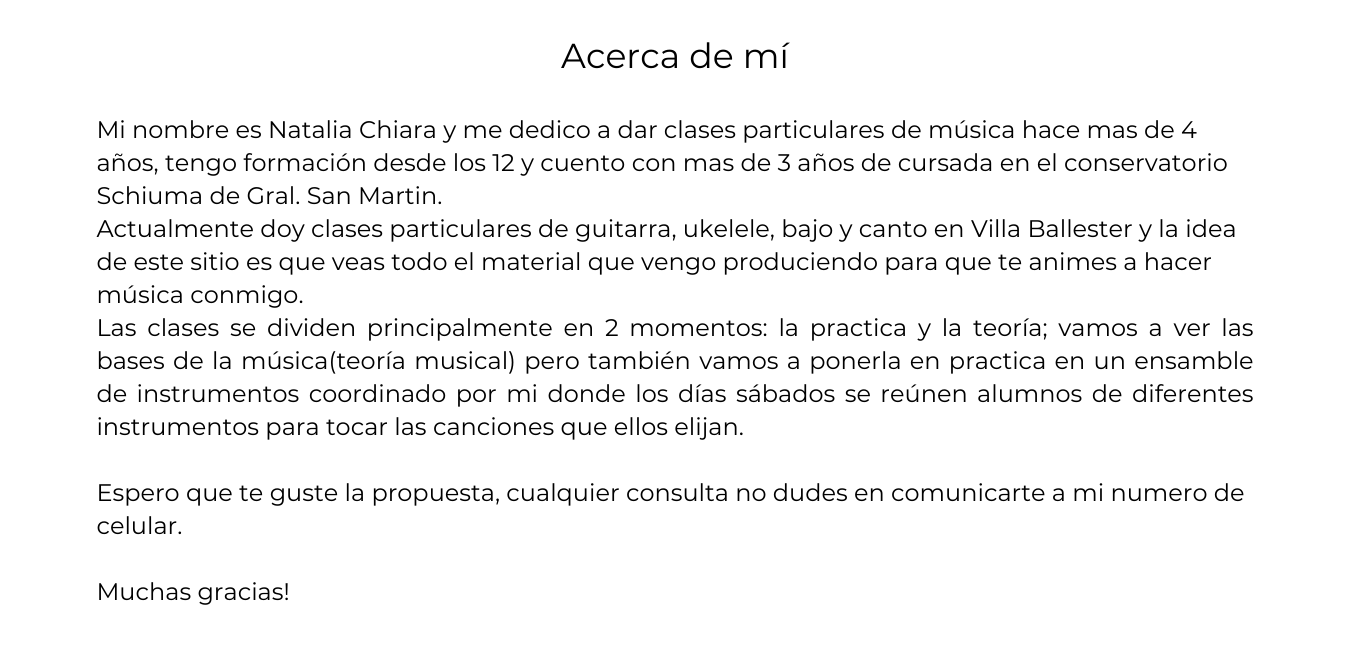 Acerca de mí
Mi nombre es Natalia Chiara y me dedico a dar clases particulares de música hace mas de 4
años, tengo formación desde los 12 y cuento con mas de 3 años de cursada en el conservatorio
Schiuma de Gral. San Martin.
Actualmente doy clases particulares de guitarra, ukelele, bajo y canto en Villa Ballester y la idea
de este sitio es que veas todo el material que vengo produciendo para que te animes a hacer
música conmigo.
Las clases se dividen principalmente en 2 momentos: la practica y la teoría; vamos a ver las
bases de la música(teoría musical) pero también vamos a ponerla en practica en un ensamble
de instrumentos coordinado por mi donde los días sábados se reúnen alumnos de diferentes
instrumentos para tocar las canciones que ellos elijan.
Espero que te guste la propuesta, cualquier consulta no dudes en comunicarte a mi numero de
celular.
Muchas gracias!